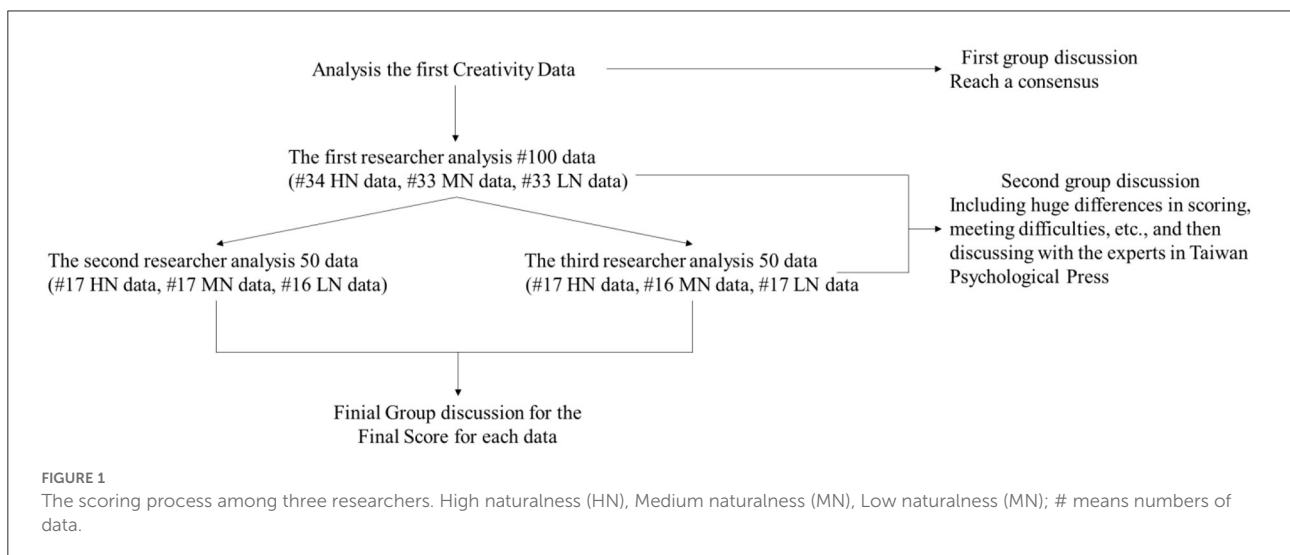 Analysis the first Creativity Data
First group discussion
Reach a consensus
The first researcher analysis #100 data
(#34 HN data, #33 MN data, #33 LN data)
Second group discussion
Including huge differences in scoring,
meeting difficulties, etc., and then
discussing with the experts in Taiwan
Psychological Press
The second researcher analysis 50 data
(#17 HN data, #17 MN data, #16 LN data)
The third researcher analysis 50 data
(#17 HN data, #16 MN data, #17 LN data
Finial Group discussion for the
Final Score for each data
FIGURE 1
The scoring process among three researchers. High naturalness (HN), Medium naturalness (MN), Low naturalness (MN); # means numbers of
data.